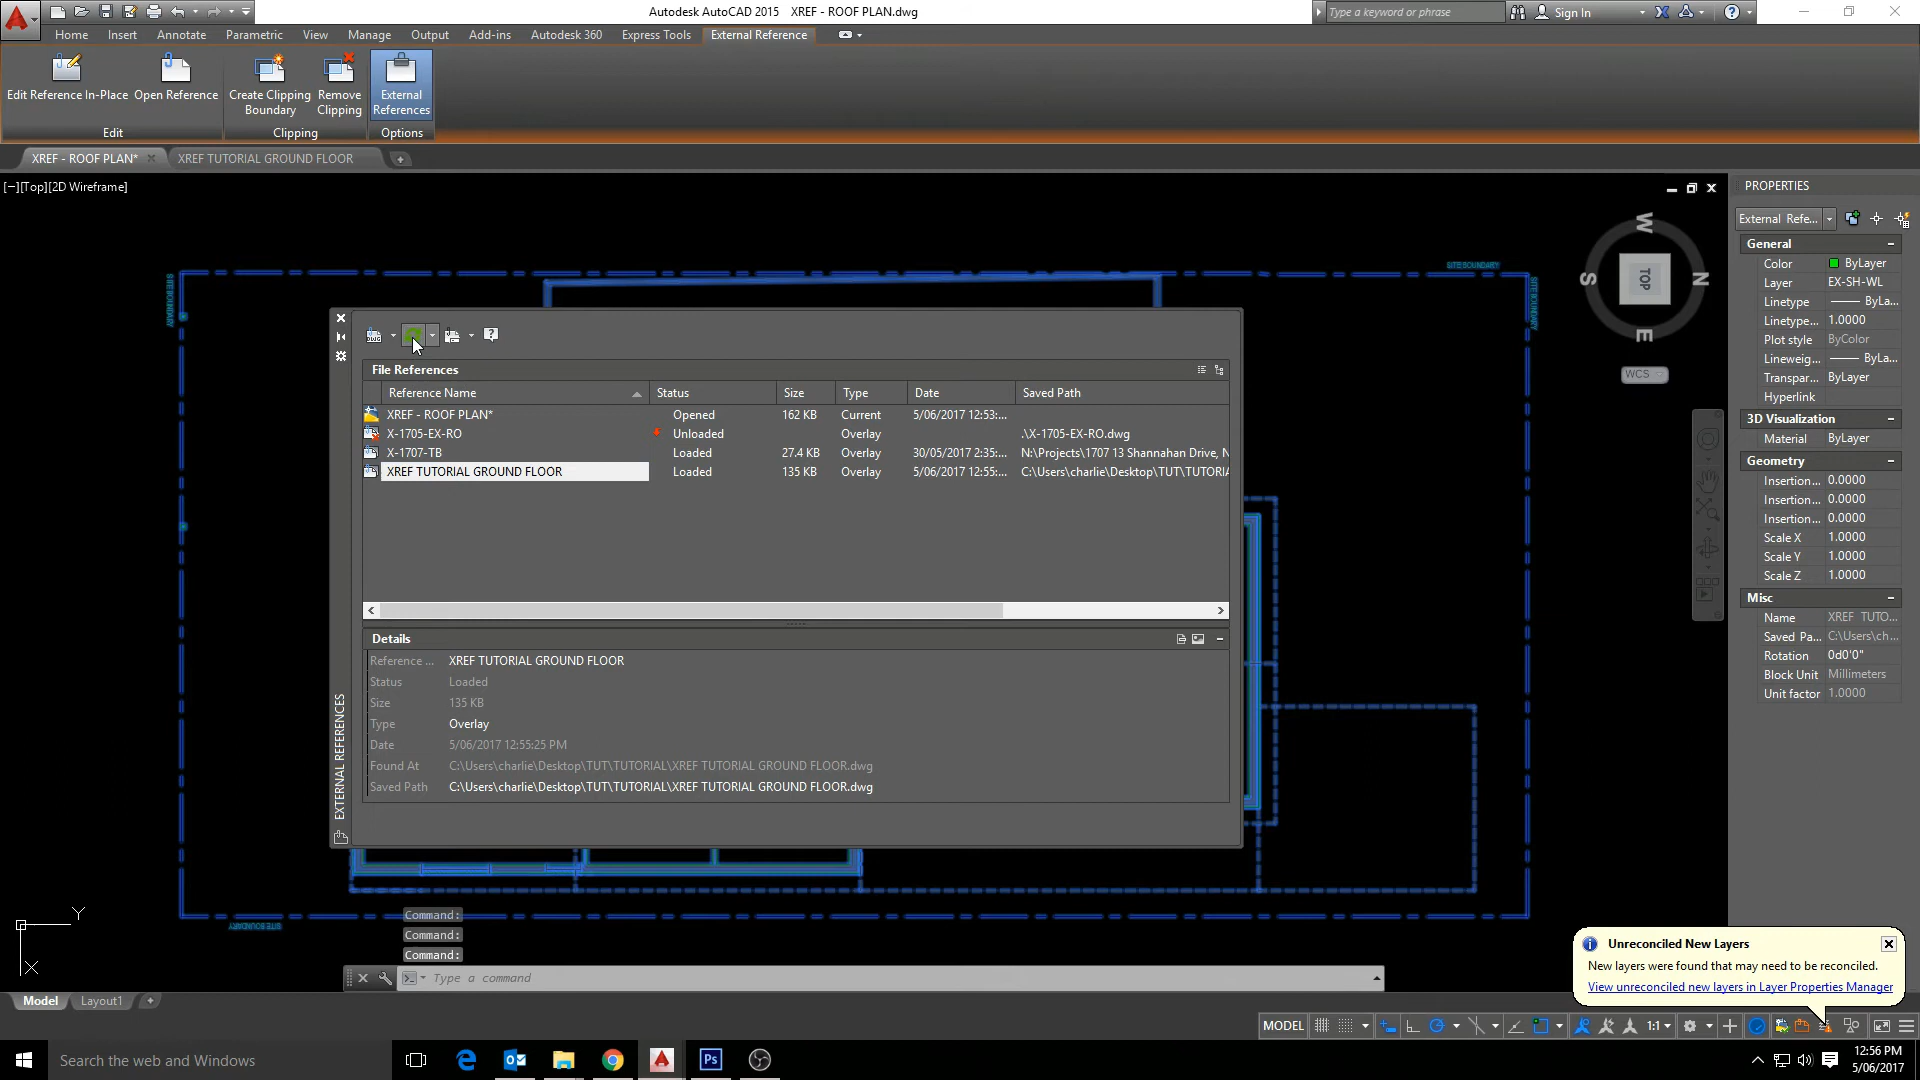 Autodesk AutoCAD 2015 XREF - ROOF PLAN.dwg
Type a keyword or phrase
Sign In
Home Insert Annotate Parametric View Manage Output Add-ins Autodesk 360 Express Tools External Reference
Edit Reference In-Place Open Reference Create Clipping Boundary Remove Clipping External References
Edit Clipping Options
XREF - ROOF PLAN* XREF TUTORIAL GROUND FLOOR
[−][Top][2D Wireframe]
SITE BOUNDARY
SITE BOUNDARY
SITE BOUNDARY
SITE BOUNDARY
W
S TOP N
E
WCS
File References
Reference Name Status Size Type Date Saved Path
XREF - ROOF PLAN* Opened 162 KB Current 5/06/2017 12:53:...
X-1705-EX-RO Unloaded Overlay .\X-1705-EX-RO.dwg
X-1707-TB Loaded 27.4 KB Overlay 30/05/2017 2:35:... N:\Projects\1707 13 Shannahan Drive, N
XREF TUTORIAL GROUND FLOOR Loaded 135 KB Overlay 5/06/2017 12:55:... C:\Users\charlie\Desktop\TUT\TUTORIA
Details
Reference ... XREF TUTORIAL GROUND FLOOR
Status Loaded
Size 135 KB
Type Overlay
Date 5/06/2017 12:55:25 PM
Found At C:\Users\charlie\Desktop\TUT\TUTORIAL\XREF TUTORIAL GROUND FLOOR.dwg
Saved Path C:\Users\charlie\Desktop\TUT\TUTORIAL\XREF TUTORIAL GROUND FLOOR.dwg
EXTERNAL REFERENCES
PROPERTIES
External Refe...
General
Color ByLayer
Layer EX-SH-WL
Linetype ByLa...
Linetype... 1.0000
Plot style ByColor
Lineweig... ByLa...
Transpar... ByLayer
Hyperlink
3D Visualization
Material ByLayer
Geometry
Insertion... 0.0000
Insertion... 0.0000
Insertion... 0.0000
Scale X 1.0000
Scale Y 1.0000
Scale Z 1.0000
Misc
Name XREF TUTO...
Saved Pa... C:\Users\ch...
Rotation 0d0'0"
Block Unit Millimeters
Unit factor 1.0000
Y
X
Command:
Command:
Command:
Type a command
Unreconciled New Layers
New layers were found that may need to be reconciled.
View unreconciled new layers in Layer Properties Manager
Model Layout1
MODEL 1:1
Search the web and Windows
Ps
12:56 PM
5/06/2017